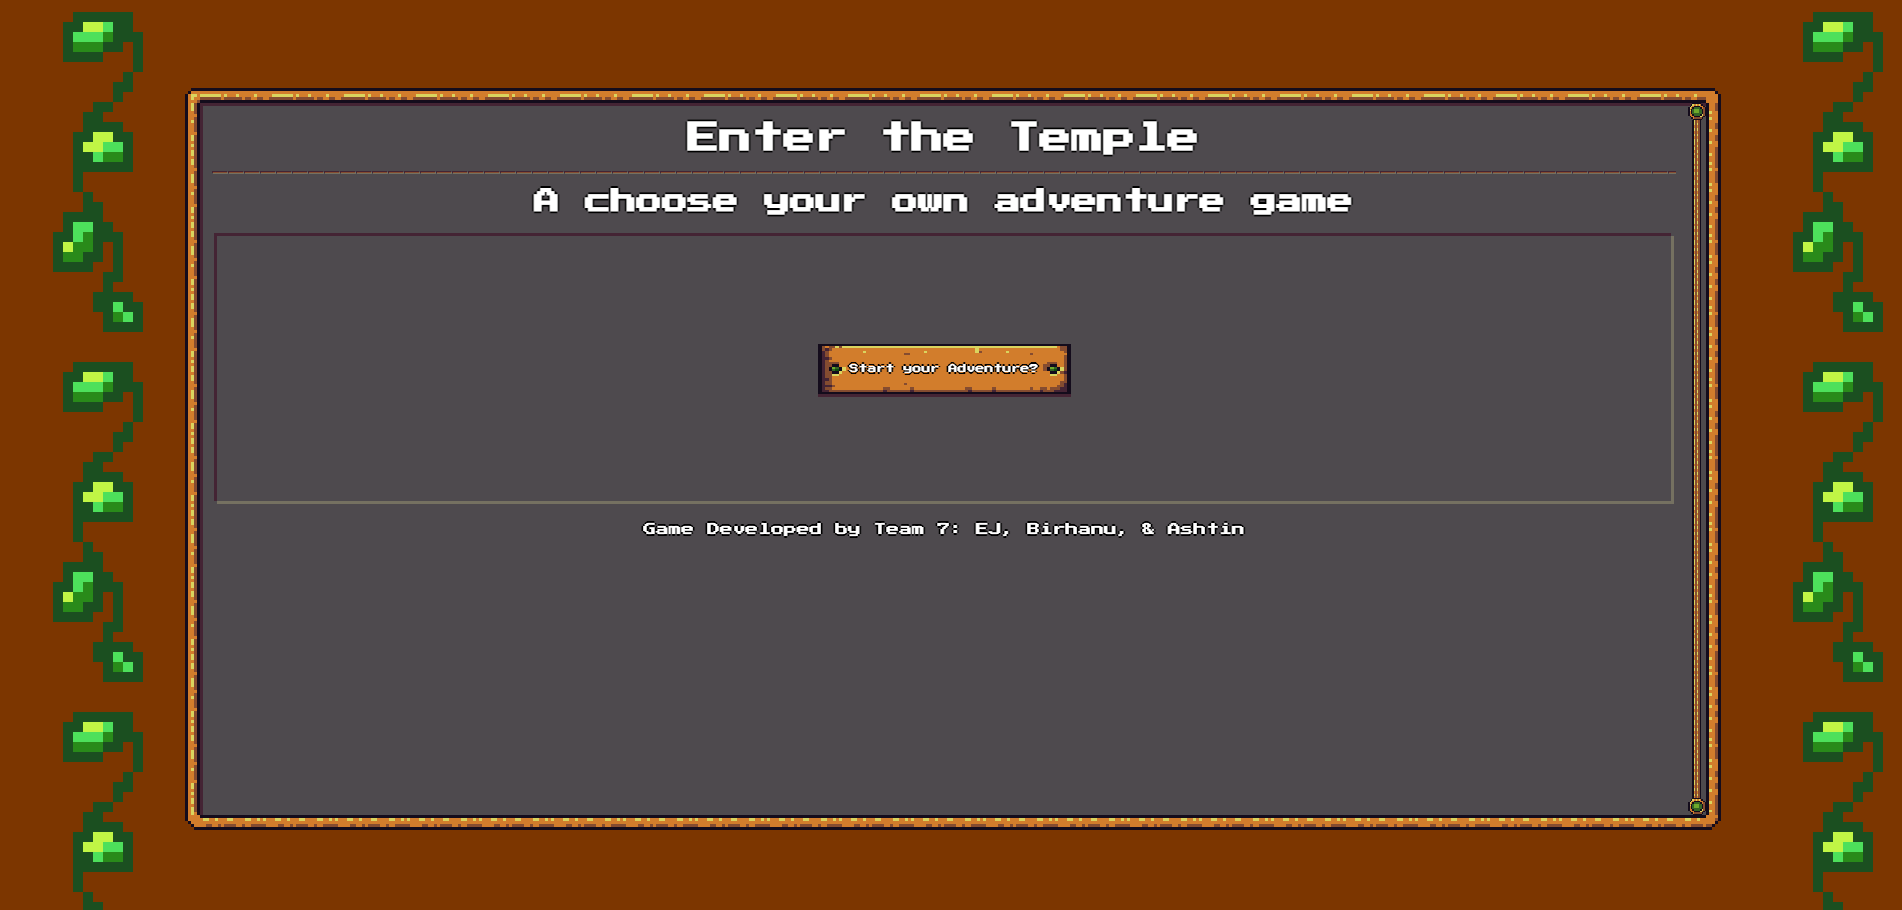 Enter the Temple
A choose your own adventure game
Start your Adventure?
Game Developed by Team 7: EJ, Birhanu, & Ashtin